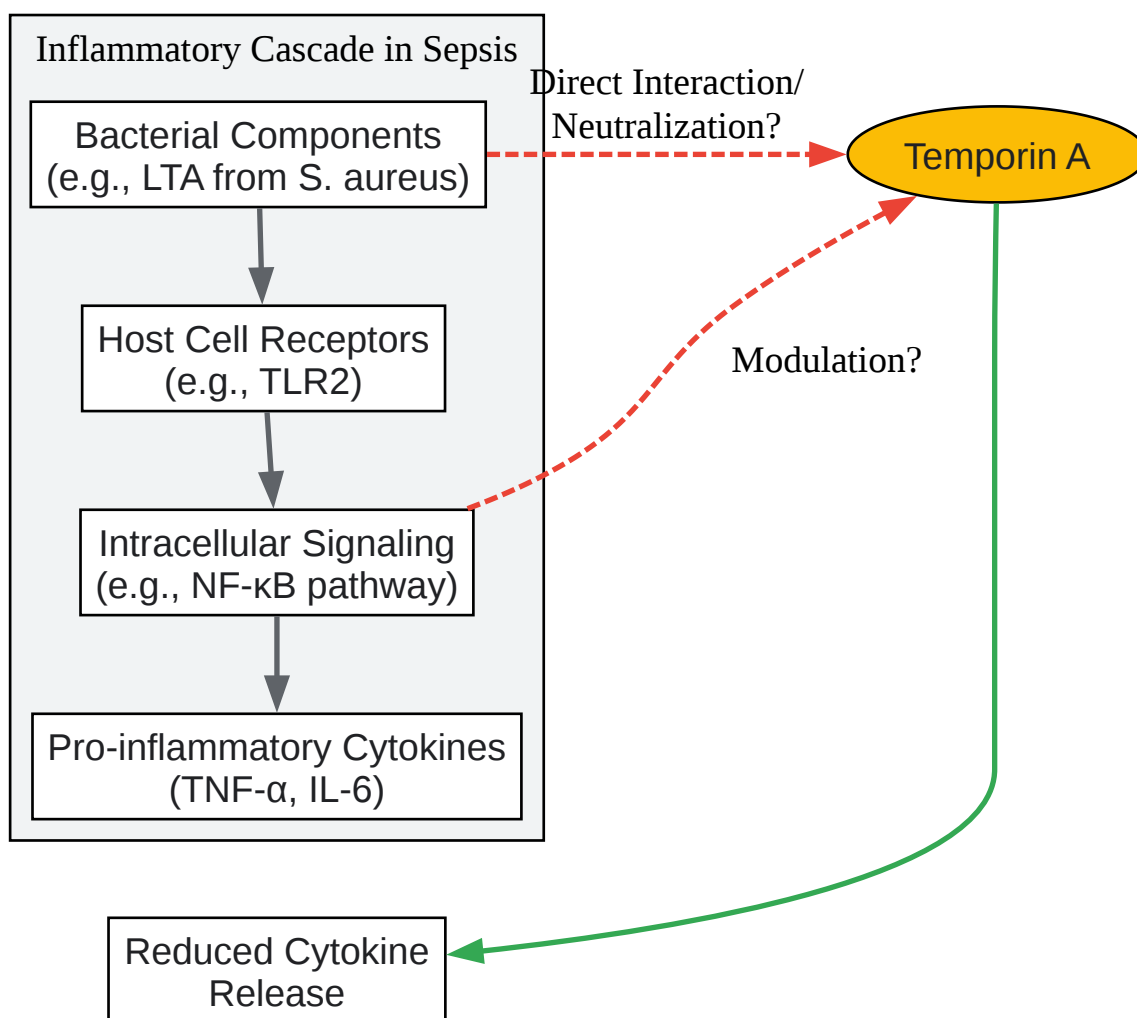 Inflammatory Cascade in Sepsis
Direct Interaction/
Neutralization?
Bacterial Components
(e.g., LTA from S. aureus)
Temporin A
Host Cell Receptors
(e.g., TLR2)
Modulation?
Intracellular Signaling
(e.g., NF-κB pathway)
Pro-inflammatory Cytokines
(TNF-α, IL-6)
Reduced Cytokine
Release